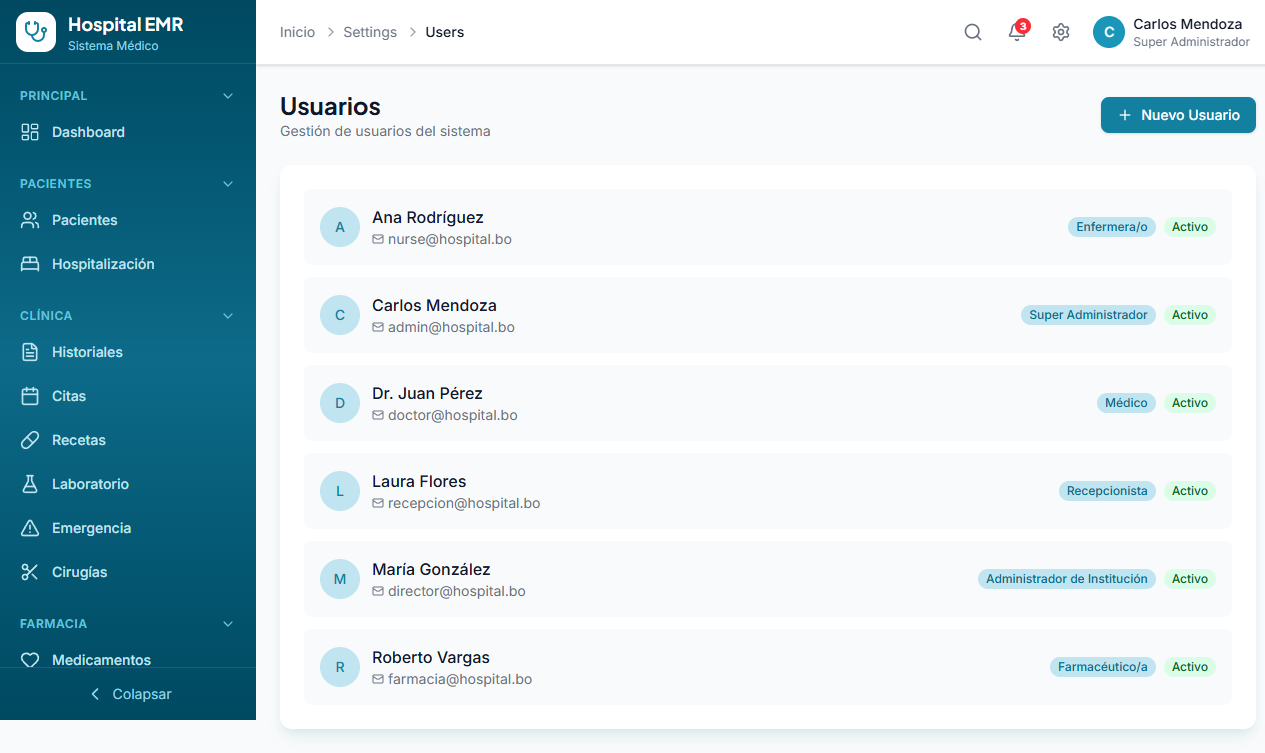 Hospital EMR
Sistema Médico
PRINCIPAL
Dashboard
PACIENTES
Pacientes
Hospitalización
CLÍNICA
Historiales
Citas
Recetas
Laboratorio
Emergencia
Cirugías
FARMACIA
Medicamentos
Colapsar
Inicio > Settings > Users
3
C
Carlos Mendoza
Super Administrador
Usuarios
Gestión de usuarios del sistema
+ Nuevo Usuario
A
Ana Rodríguez
nurse@hospital.bo
Enfermera/o Activo
C
Carlos Mendoza
admin@hospital.bo
Super Administrador Activo
D
Dr. Juan Pérez
doctor@hospital.bo
Médico Activo
L
Laura Flores
recepcion@hospital.bo
Recepcionista Activo
M
María González
director@hospital.bo
Administrador de Institución Activo
R
Roberto Vargas
farmacia@hospital.bo
Farmacéutico/a Activo